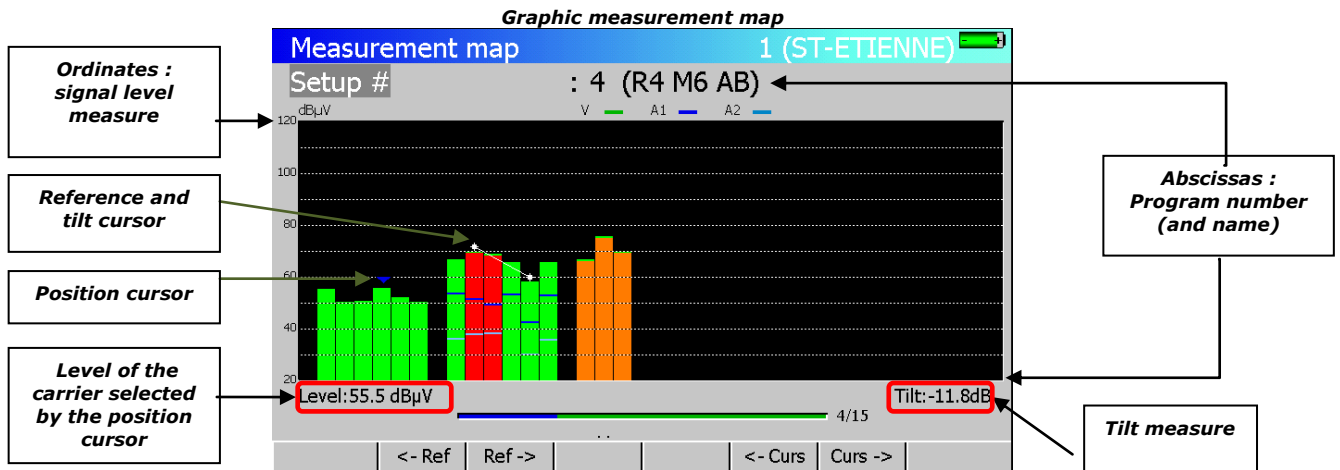 Graphic measurement map
Measurement map 1 (ST-ETIENNE)
- +
Setup # : 4 (R4 M6 AB)
dBµV V A1 A2
120
100
80
60
40
20
Level:55.5 dBµV Tilt:-11.8dB
4/15
. .
<- Ref Ref -> <- Curs Curs ->
Ordinates :
signal level
measure
Reference and
tilt cursor
Position cursor
Level of the
carrier selected
by the position
cursor
Abscissas :
Program number
(and name)
Tilt measure